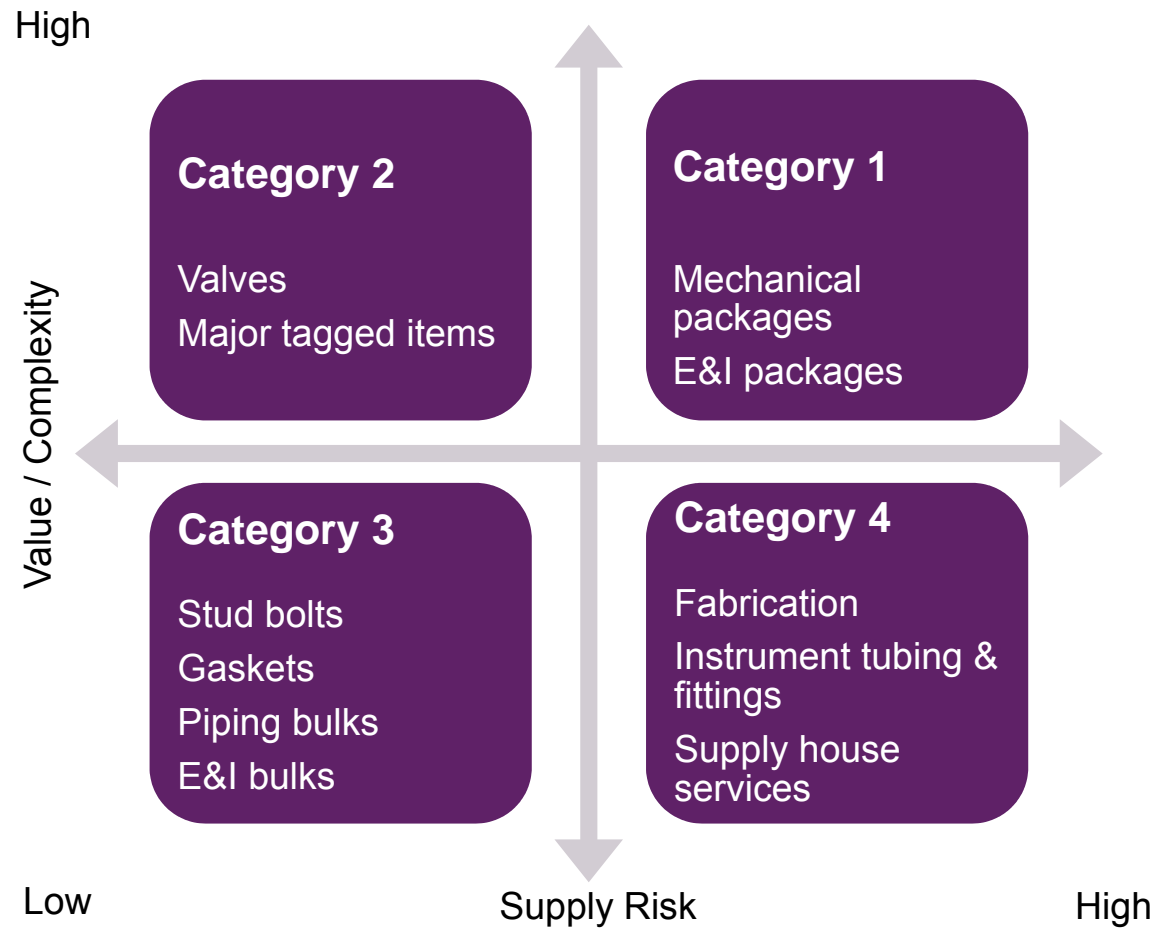 High
Category 2
Valves
Major tagged items
Category 1
Mechanical
packages
E&I packages
Value / Complexity
Category 3
Stud bolts
Gaskets
Piping bulks
E&I bulks
Category 4
Fabrication
Instrument tubing &
fittings
Supply house
services
Low
Supply Risk
High